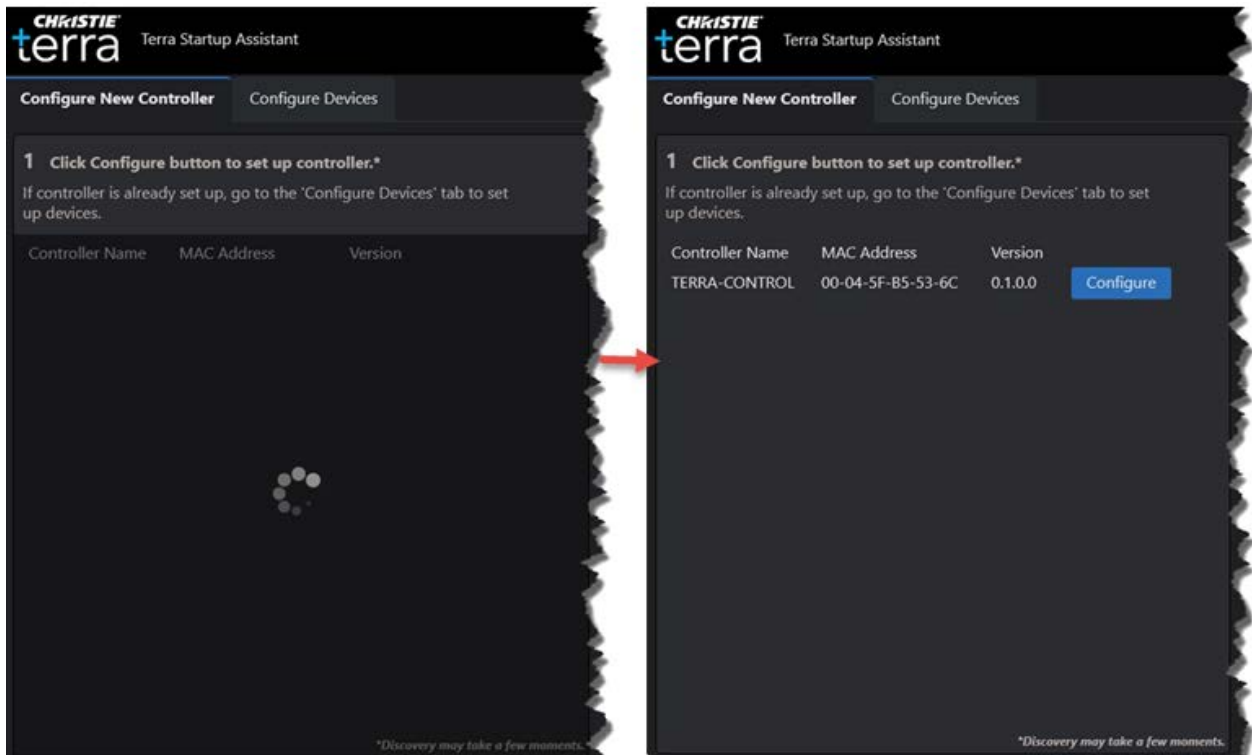 CHRISTIE
terra
Terra Startup Assistant
Configure New Controller
Configure Devices
1 Click Configure button to set up controller.*
If controller is already set up, go to the 'Configure Devices' tab to set
up devices.
Controller Name MAC Address Version
*Discovery may take a few moments.*
CHRISTIE
terra
Terra Startup Assistant
Configure New Controller
Configure Devices
1 Click Configure button to set up controller.*
If controller is already set up, go to the 'Configure Devices' tab to set
up devices.
Controller Name MAC Address Version
TERRA-CONTROL 00-04-5F-B5-53-6C 0.1.0.0 Configure
*Discovery may take a few moments.